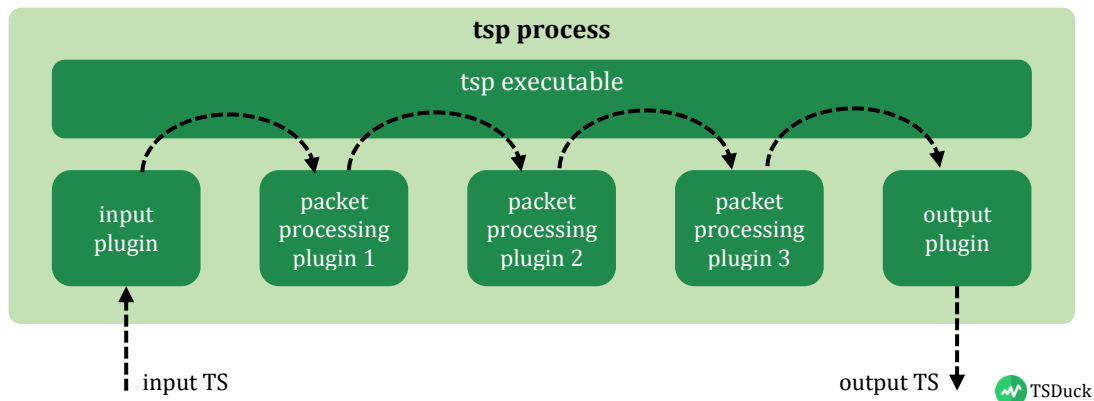 tsp process
tsp executable
input
plugin
packet
processing
plugin 1
packet
processing
plugin 2
packet
processing
plugin 3
output
plugin
input TS
output TS
TSDuck